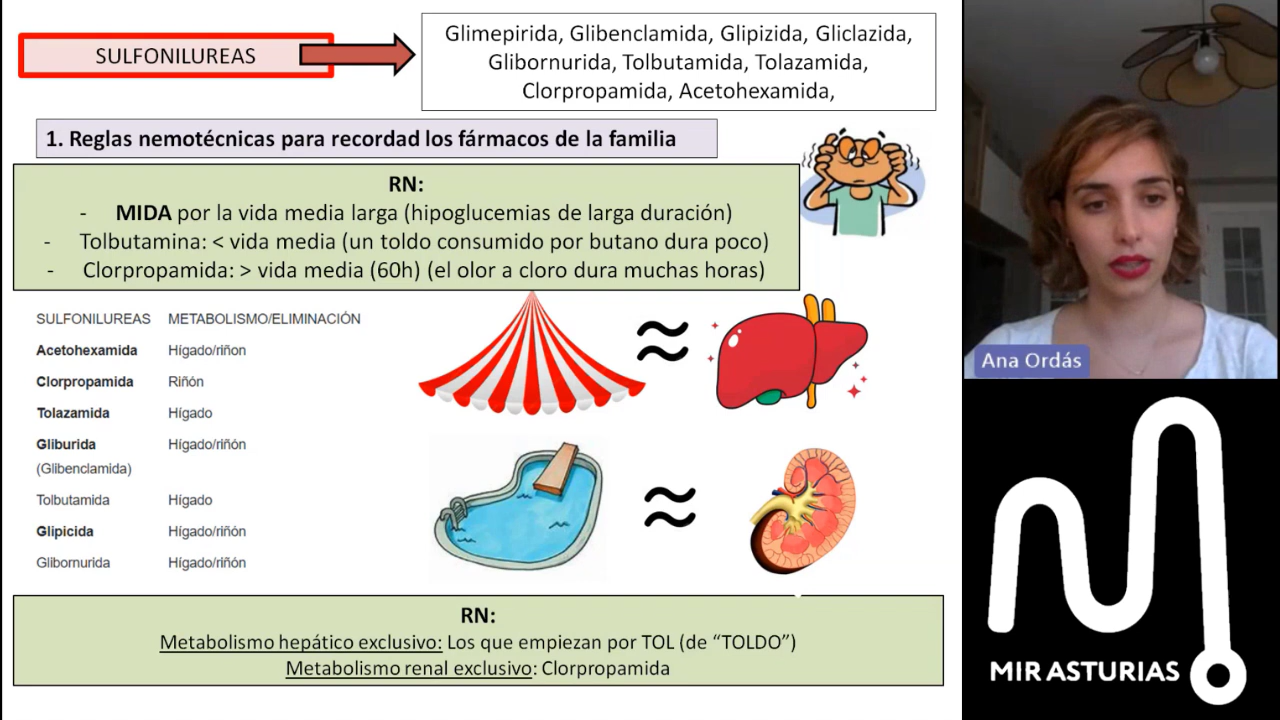 SULFONILUREAS
Glimepirida, Glibenclamida, Glipizida, Gliclazida,
Glibornurida, Tolbutamida, Tolazamida,
Clorpropamida, Acetohexamida,
1. Reglas nemotécnicas para recordad los fármacos de la familia
RN:
- MIDA por la vida media larga (hipoglucemias de larga duración)
- Tolbutamina: < vida media (un toldo consumido por butano dura poco)
- Clorpropamida: > vida media (60h) (el olor a cloro dura muchas horas)
SULFONILUREAS METABOLISMO/ELIMINACIÓN
Acetohexamida Hígado/riñon
Clorpropamida Riñón
Tolazamida Hígado
Gliburida Hígado/riñón
(Glibenclamida)
Tolbutamida Hígado
Glipicida Hígado/riñón
Glibornurida Hígado/riñón
≈
≈
RN:
Metabolismo hepático exclusivo: Los que empiezan por TOL (de “TOLDO”)
Metabolismo renal exclusivo: Clorpropamida
Ana Ordás
MIR ASTURIAS